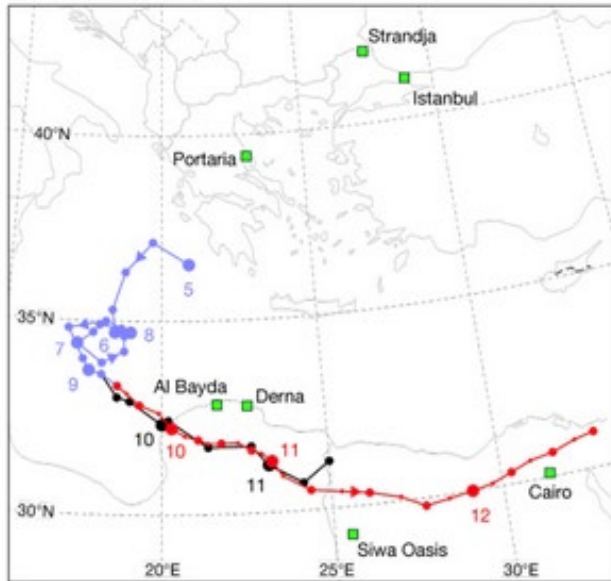 Strandja
Istanbul
40°N
Portaria
5
35°N
6
8
7
9
Al Bayda
Derna
10
10
11
11
30°N
12
Cairo
Siwa Oasis
20°E
25°E
30°E